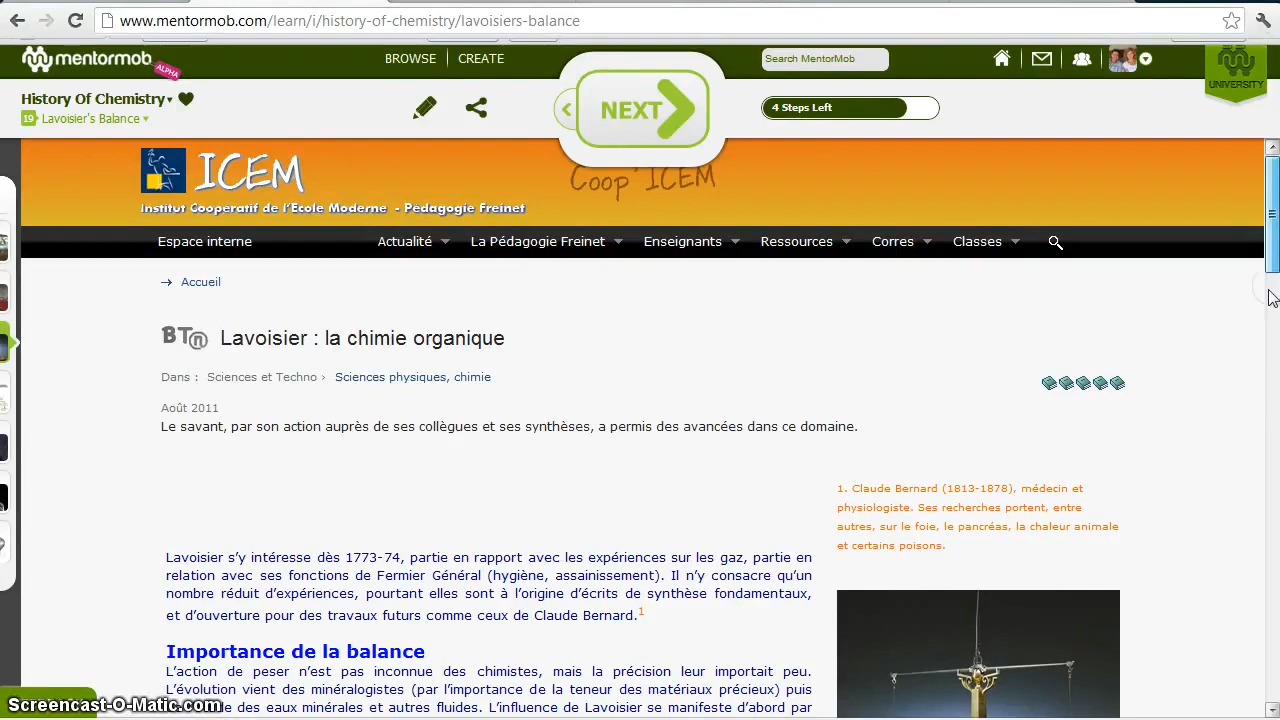 www.mentormob.com/learn/i/history-of-chemistry/lavoisiers-balance
mentormob
ALPHA
BROWSE
CREATE
Search MentorMob
UNIVERSITY
History Of Chemistry
19 Lavoisier's Balance
NEXT
4 Steps Left
ICEM
Coop'ICEM
Institut Cooperatif de l'Ecole Moderne - Pédagogie Freinet
Espace interne
Actualité
La Pédagogie Freinet
Enseignants
Ressources
Corres
Classes
→ Accueil
BTn Lavoisier : la chimie organique
Dans : Sciences et Techno › Sciences physiques, chimie
Août 2011
Le savant, par son action auprès de ses collègues et ses synthèses, a permis des avancées dans ce domaine.
1. Claude Bernard (1813-1878), médecin et
physiologiste. Ses recherches portent, entre
autres, sur le foie, le pancréas, la chaleur animale
et certains poisons.
Lavoisier s'y intéresse dès 1773-74, partie en rapport avec les expériences sur les gaz, partie en
relation avec ses fonctions de Fermier Général (hygiène, assainissement). Il n'y consacre qu'un
nombre réduit d'expériences, pourtant elles sont à l'origine d'écrits de synthèse fondamentaux,
et d'ouverture pour des travaux futurs comme ceux de Claude Bernard.1
Importance de la balance
L'action de peser n'est pas inconnue des chimistes, mais la précision leur importait peu.
L'évolution vient des minéralogistes (par l'importance de la teneur des matériaux précieux) puis
des eaux minérales et autres fluides. L'influence de Lavoisier se manifeste d'abord par
Screencast-O-Matic.com